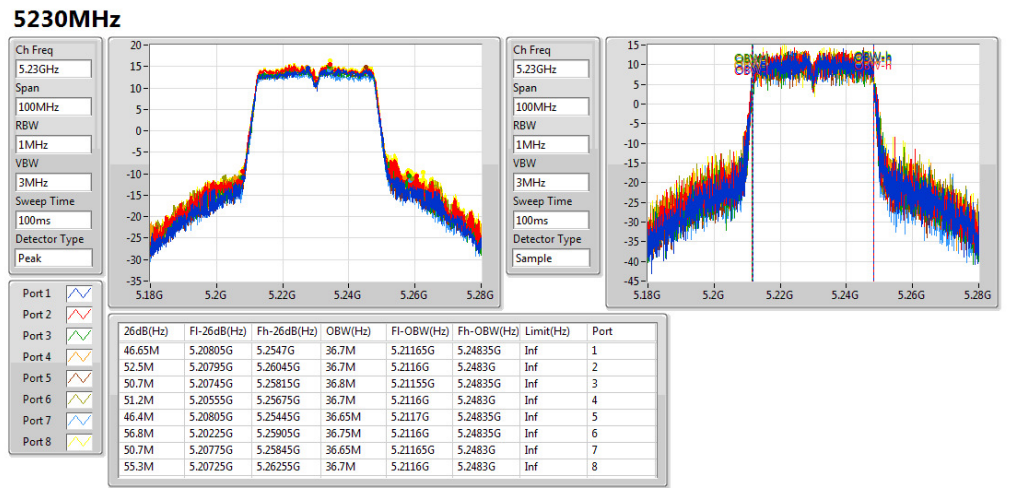 5230MHz
Ch Freq
5.23GHz
Span
100MHz
RBW
1MHz
VBW
3MHz
Sweep Time
100ms
Detector Type
Peak
20
15
10
5
0
-5
-10
-15
-20
-25
-30
-35
5.18G 5.2G 5.22G 5.24G 5.26G 5.28G
Ch Freq
5.23GHz
Span
100MHz
RBW
1MHz
VBW
3MHz
Sweep Time
100ms
Detector Type
Sample
15
10
5
0
-5
-10
-15
-20
-25
-30
-35
-40
-45
5.18G 5.2G 5.22G 5.24G 5.26G 5.28G
OBW-h
OBW-H
Port 1
Port 2
Port 3
Port 4
Port 5
Port 6
Port 7
Port 8
26dB(Hz) Fl-26dB(Hz) Fh-26dB(Hz) OBW(Hz) Fl-OBW(Hz) Fh-OBW(Hz) Limit(Hz) Port
46.65M 5.20805G 5.2547G 36.7M 5.21165G 5.24835G Inf 1
52.5M 5.20795G 5.26045G 36.7M 5.2116G 5.2483G Inf 2
50.7M 5.20745G 5.25815G 36.8M 5.21155G 5.24835G Inf 3
51.2M 5.20555G 5.25675G 36.7M 5.2116G 5.2483G Inf 4
46.4M 5.20805G 5.25445G 36.65M 5.2117G 5.24835G Inf 5
56.8M 5.20225G 5.25905G 36.75M 5.2116G 5.24835G Inf 6
50.7M 5.20775G 5.25845G 36.65M 5.21165G 5.2483G Inf 7
55.3M 5.20725G 5.26255G 36.7M 5.2116G 5.2483G Inf 8